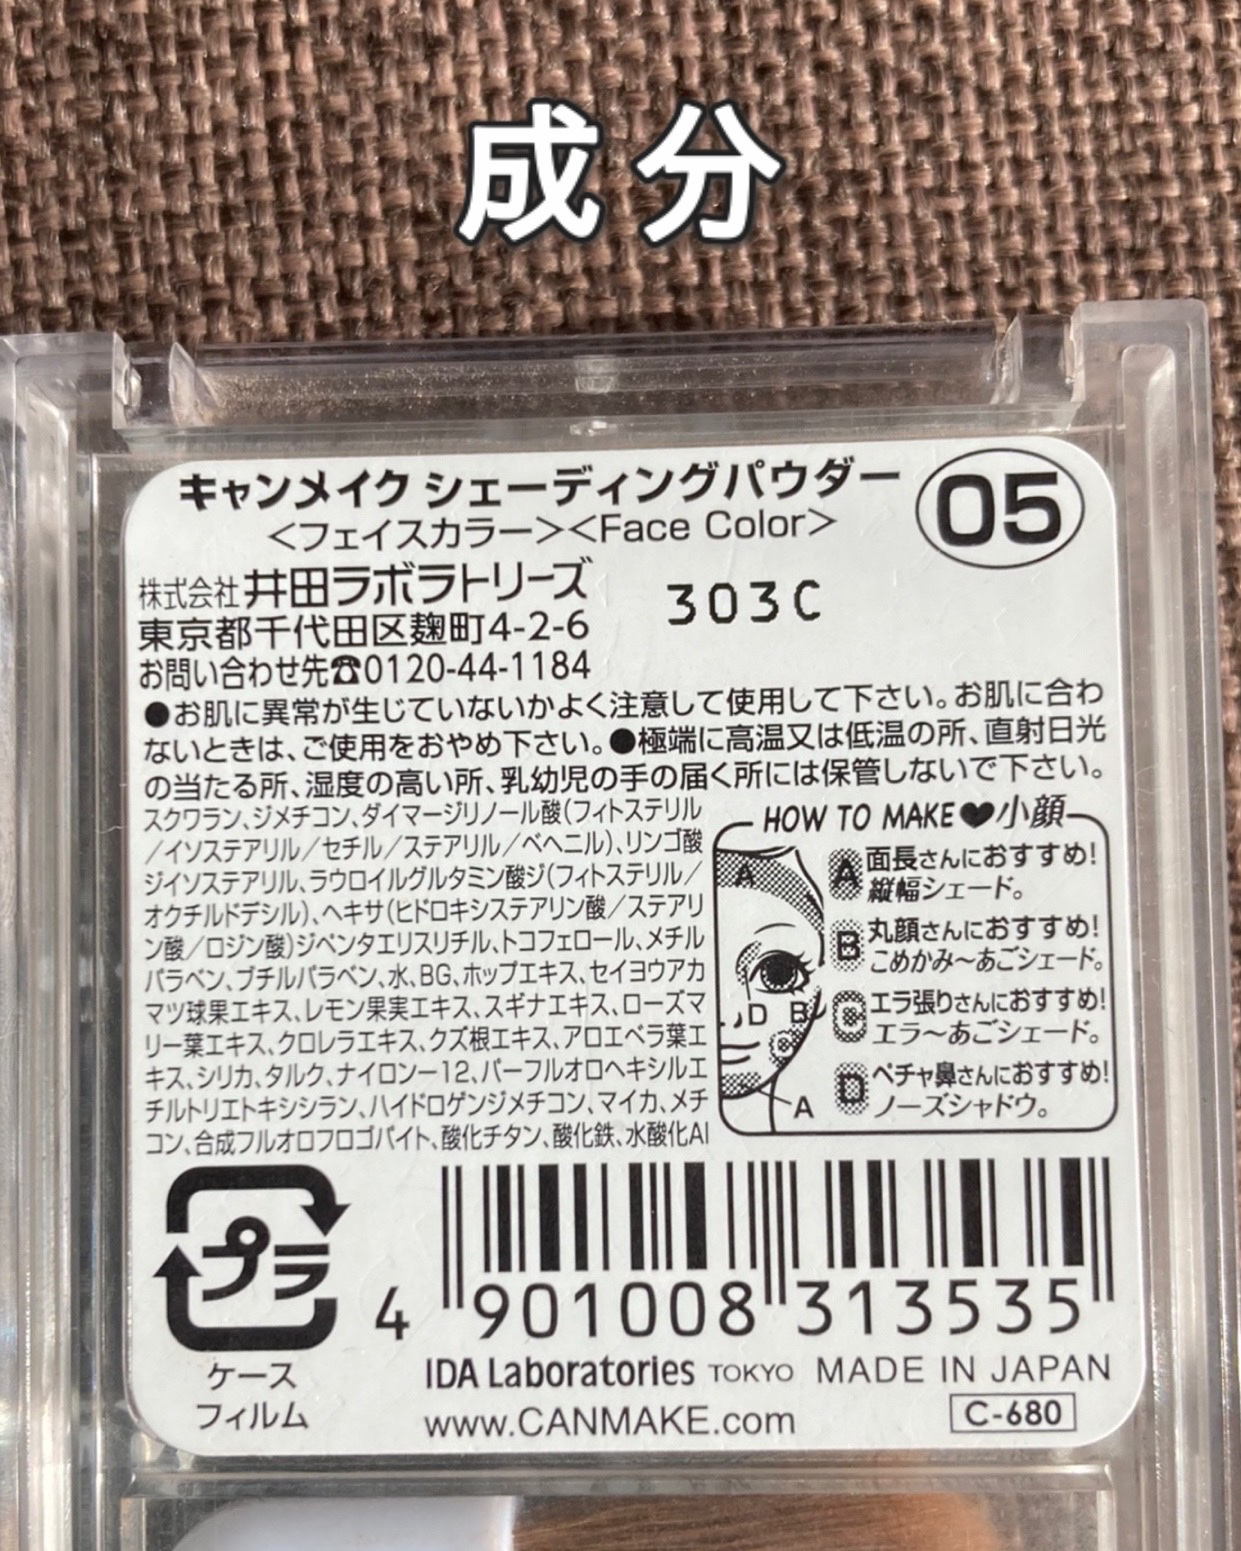 成分
キャンメイク シェーディングパウダー 05
<フェイスカラー><Face Color>
株式会社 井田ラボラトリーズ
303C
東京都千代田区麹町4-2-6
お問い合わせ先☎0120-44-1184
●お肌に異常が生じていないかよく注意して使用して下さい。お肌に合わ
ないときは、ご使用をおやめ下さい。●極端に高温又は低温の所、直射日光
の当たる所、湿度の高い所、乳幼児の手の届く所には保管しないで下さい。
スクワラン、ジメチコン、ダイマージリノール酸(フィトステリル
/イソステアリル/セチル/ステアリル/ベヘニル)、リンゴ酸
ジイソステアリル、ラウロイルグルタミン酸ジ(フィトステリル/
オクチルドデシル)、ヘキサ(ヒドロキシステアリン酸/ステアリ
ン酸/ロジン酸)ジペンタエリスリチル、トコフェロール、メチル
パラベン、ブチルパラベン、水、BG、ホップエキス、セイヨウアカ
マツ球果エキス、レモン果実エキス、スギナエキス、ローズマ
リー葉エキス、クロレラエキス、クズ根エキス、アロエベラ葉エ
キス、シリカ、タルク、ナイロン-12、パーフルオロヘキシルエ
チルトリエトキシシラン、ハイドロゲンジメチコン、マイカ、メチ
コン、合成フルオロフロゴパイト、酸化チタン、酸化鉄、水酸化Al
HOW TO MAKE♥小顔
A 面長さんにおすすめ!
縦幅シェード。
B 丸顔さんにおすすめ!
こめかみ〜あごシェード。
C エラ張りさんにおすすめ!
エラ〜あごシェード。
D ペチャ鼻さんにおすすめ!
ノーズシャドウ。
A
D B
C
A
プラ
ケース
フィルム
4 901008 313535
IDA Laboratories TOKYO MADE IN JAPAN
www.CANMAKE.com C-680